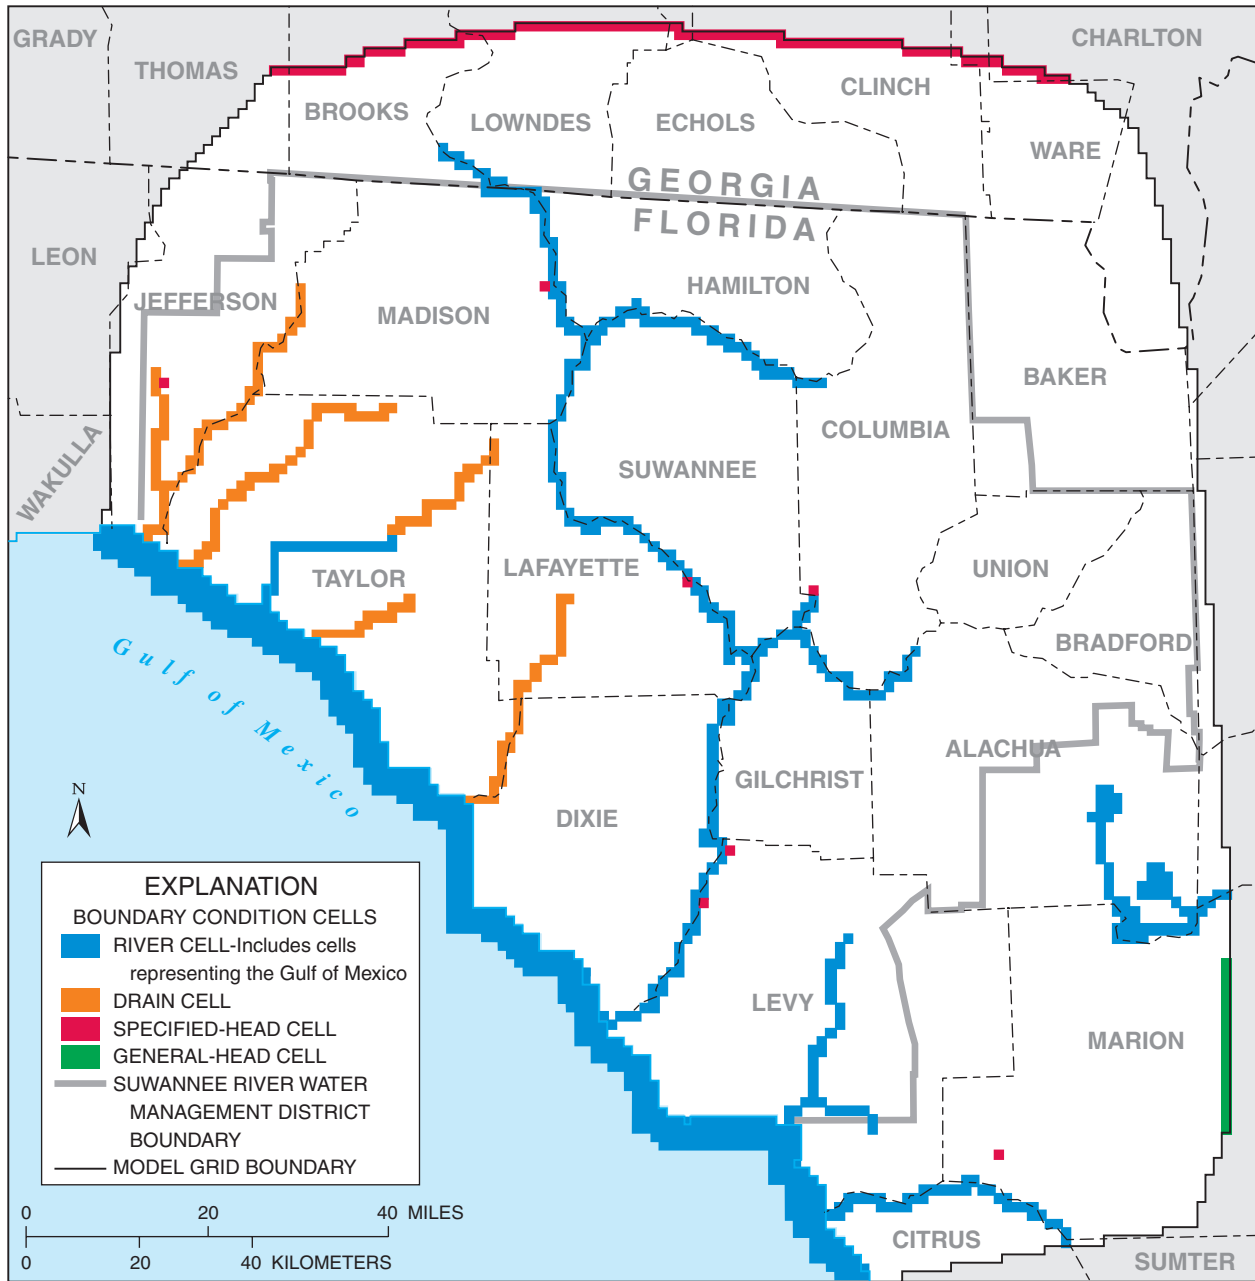 GRADY
CHARLTON
THOMAS
CLINCH
BROOKS
LOWNDES
ECHOLS
WARE
GEORGIA
FLORIDA
LEON
HAMILTON
JEFFERSON
MADISON
BAKER
COLUMBIA
WAKULLA
SUWANNEE
LAFAYETTE
UNION
TAYLOR
BRADFORD
Gulf of Mexico
ALACHUA
GILCHRIST
N
DIXIE
EXPLANATION
BOUNDARY CONDITION CELLS
RIVER CELL-Includes cells
representing the Gulf of Mexico
DRAIN CELL
SPECIFIED-HEAD CELL
GENERAL-HEAD CELL
SUWANNEE RIVER WATER
MANAGEMENT DISTRICT
BOUNDARY
MODEL GRID BOUNDARY
LEVY
MARION
0 20 40 MILES
0 20 40 KILOMETERS
CITRUS
SUMTER